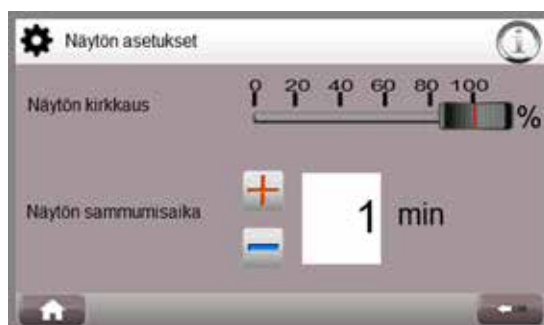 Näytön asetukset
0 20 40 60 80 100
Näytön kirkkaus
%
Näytön sammumisaika
1 min